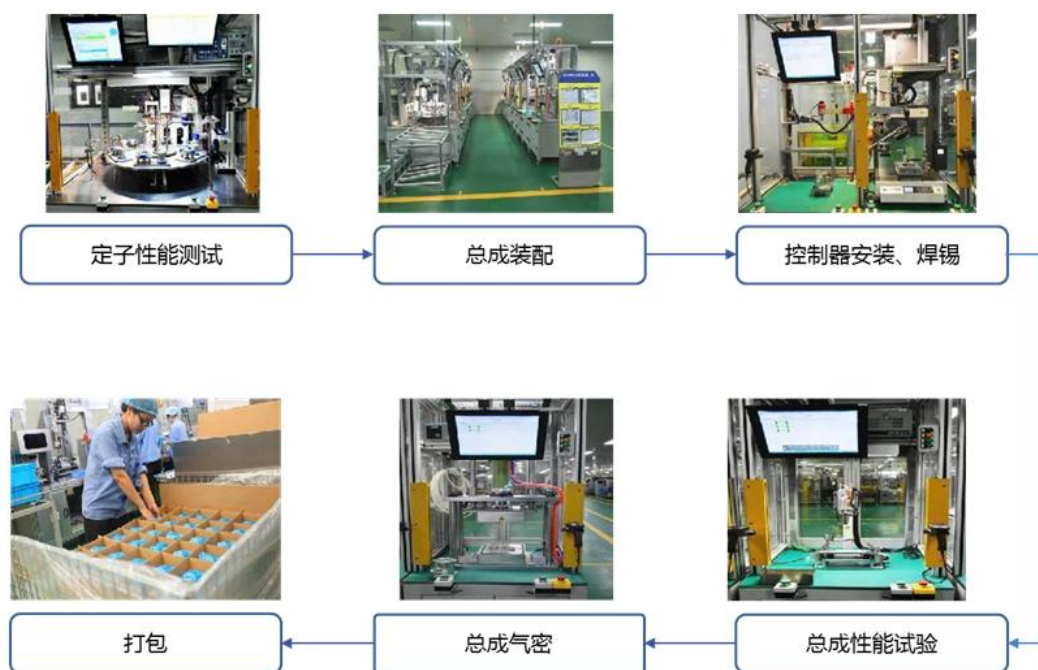 定子性能测试
总成装配
控制器安装、焊锡
总成性能试验
总成气密
打包